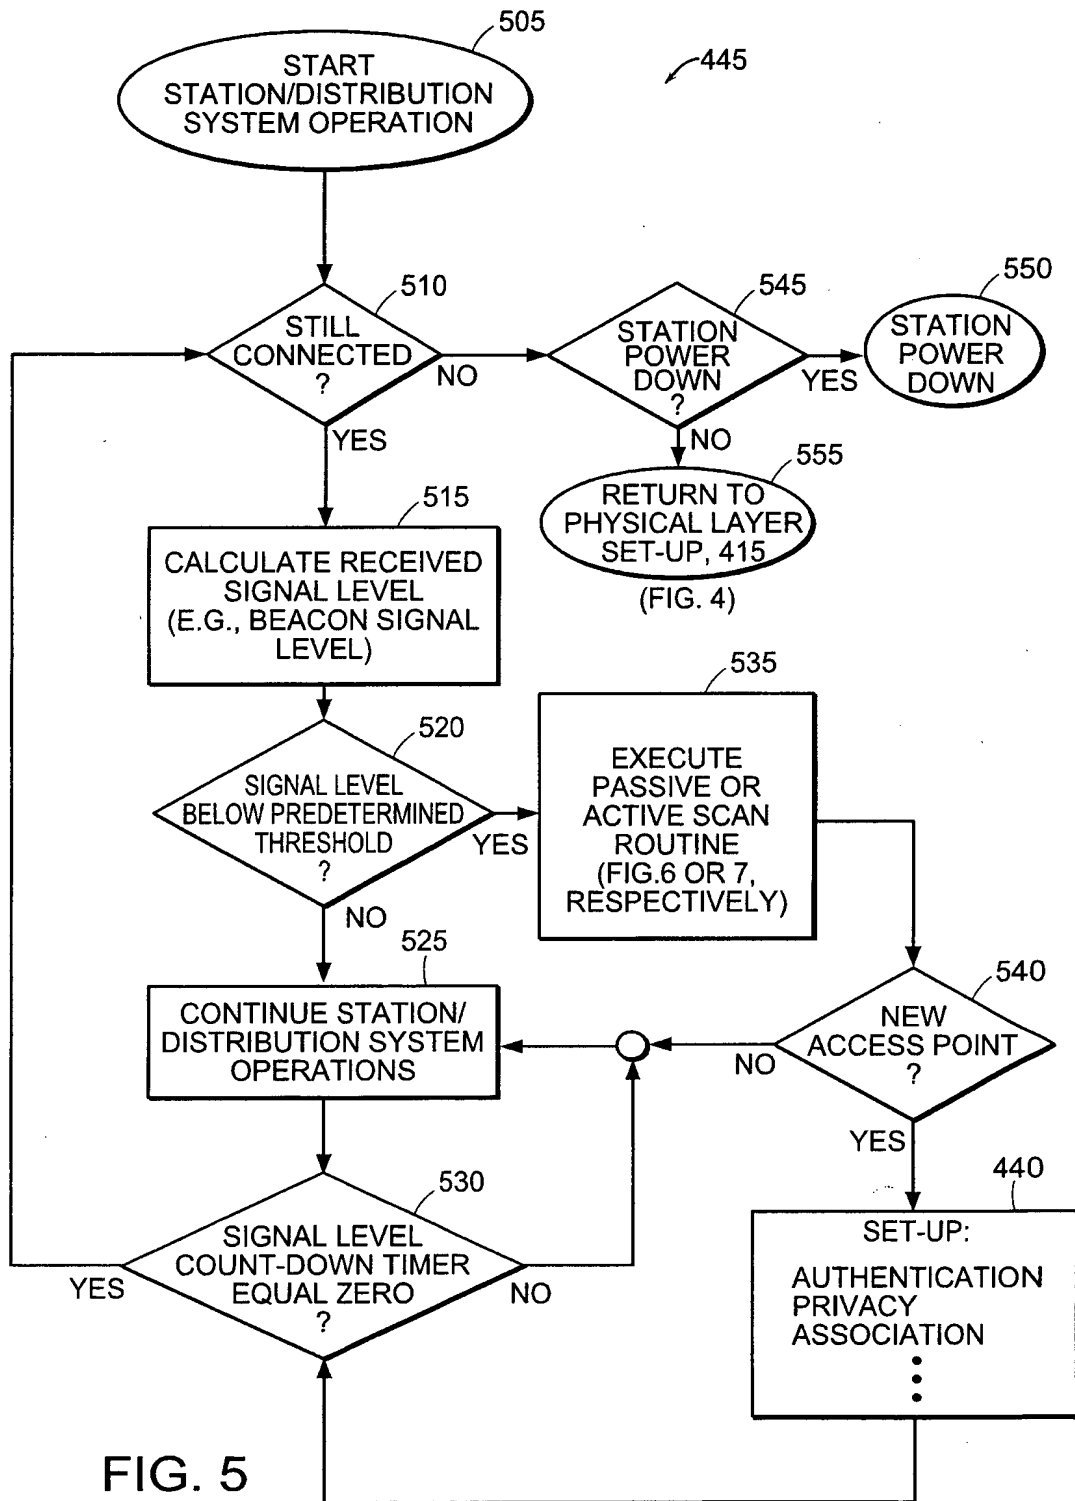 505
START
STATION/DISTRIBUTION
SYSTEM OPERATION
445
510
STILL
CONNECTED
?
NO
YES
545
STATION
POWER
DOWN
?
YES
NO
550
STATION
POWER
DOWN
555
RETURN TO
PHYSICAL LAYER
SET-UP, 415
(FIG. 4)
515
CALCULATE RECEIVED
SIGNAL LEVEL
(E.G., BEACON SIGNAL
LEVEL)
520
SIGNAL LEVEL
BELOW PREDETERMINED
THRESHOLD
?
YES
NO
535
EXECUTE
PASSIVE OR
ACTIVE SCAN
ROUTINE
(FIG.6 OR 7,
RESPECTIVELY)
525
CONTINUE STATION/
DISTRIBUTION SYSTEM
OPERATIONS
540
NEW
ACCESS POINT
?
NO
YES
530
SIGNAL LEVEL
COUNT-DOWN TIMER
EQUAL ZERO
?
YES
NO
440
SET-UP:
AUTHENTICATION
PRIVACY
ASSOCIATION
FIG. 5